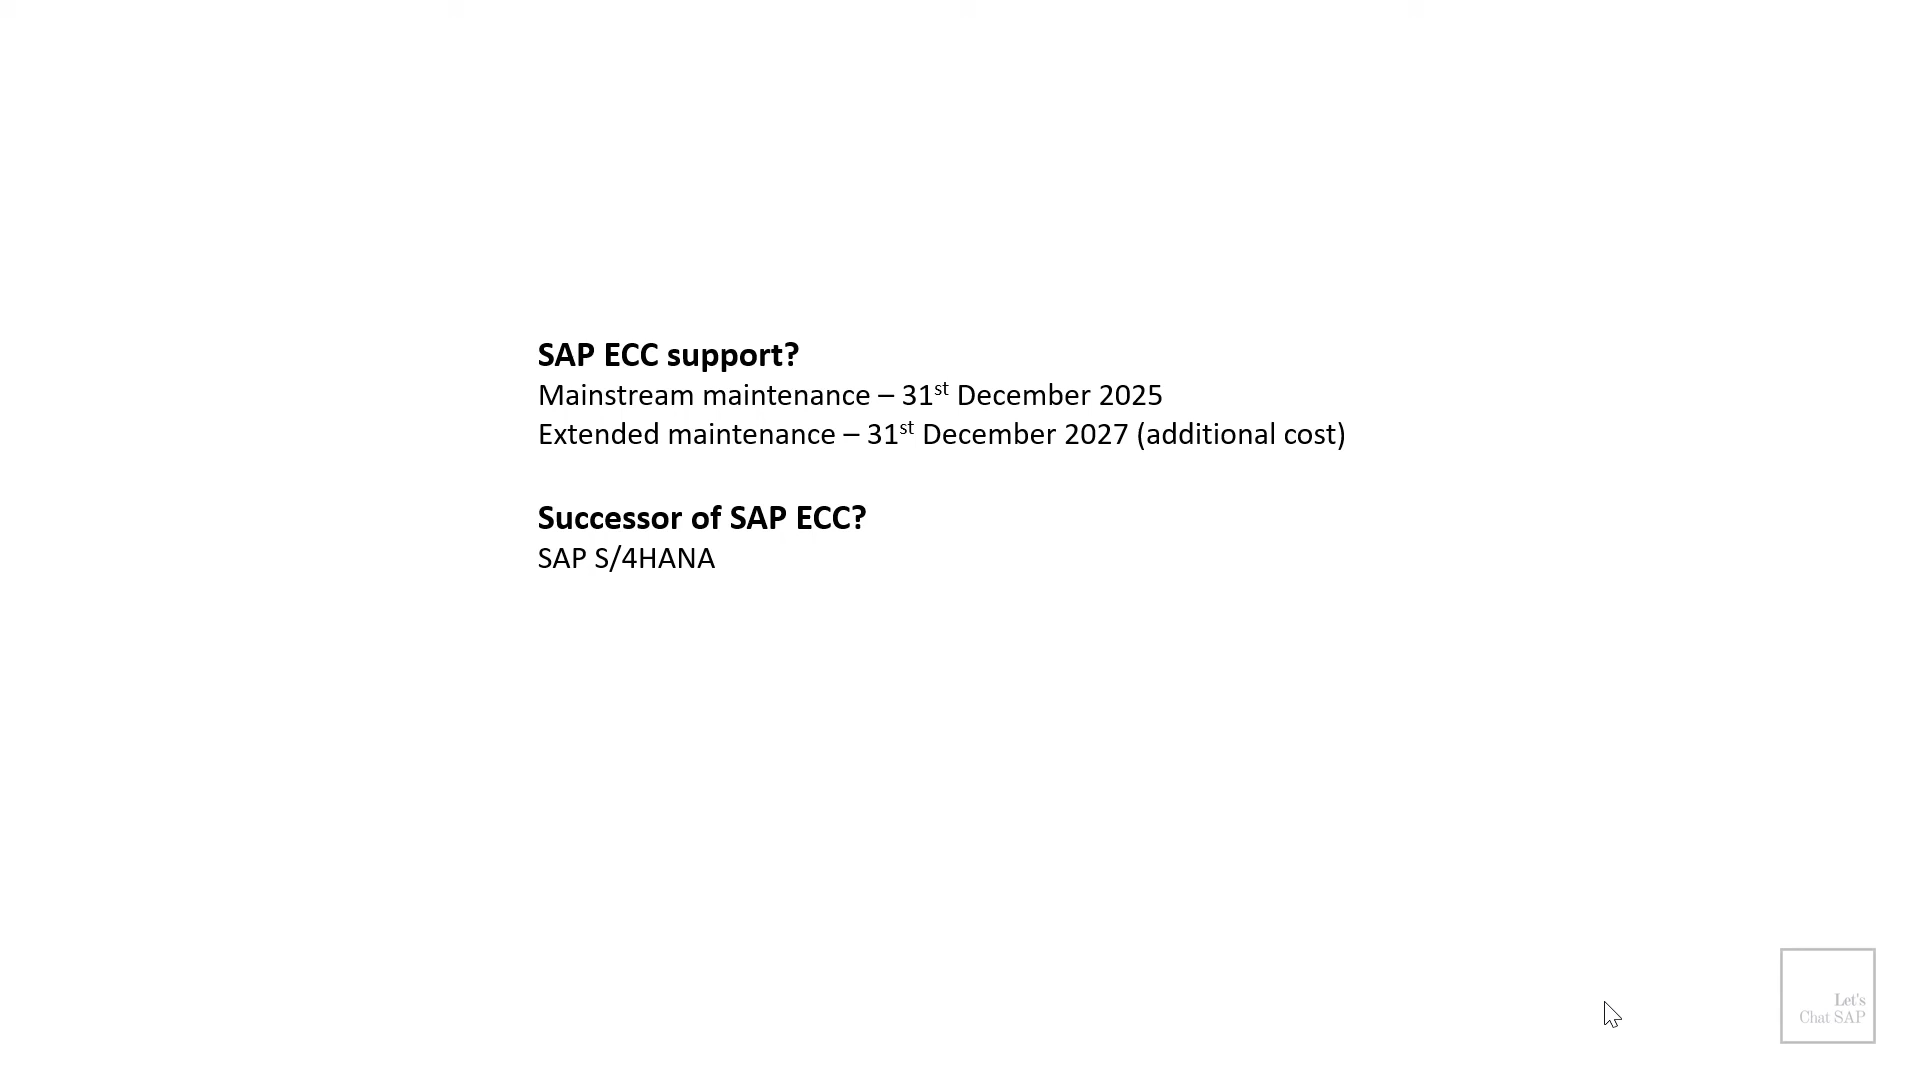 SAP ECC support?
Mainstream maintenance – 31st December 2025
Extended maintenance – 31st December 2027 (additional cost)
Successor of SAP ECC?
SAP S/4HANA
Let's
Chat SAP